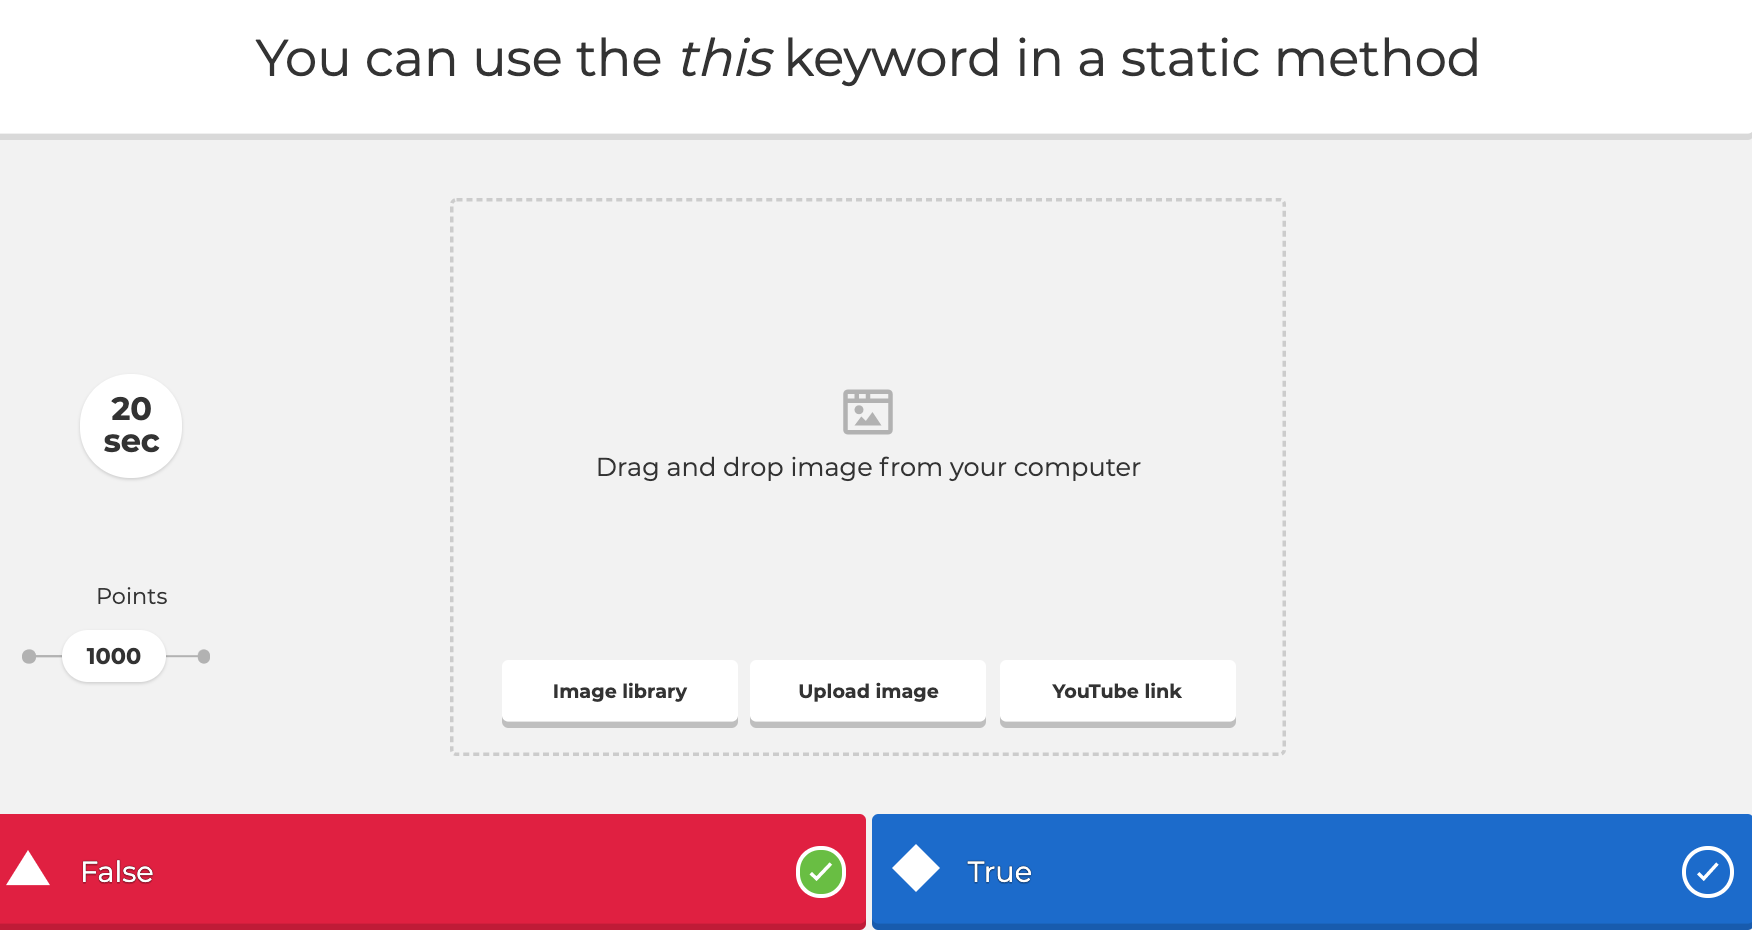 You can use the this keyword in a static method
20
sec
Drag and drop image from your computer
Points
1000
Image library
Upload image
YouTube link
False
True